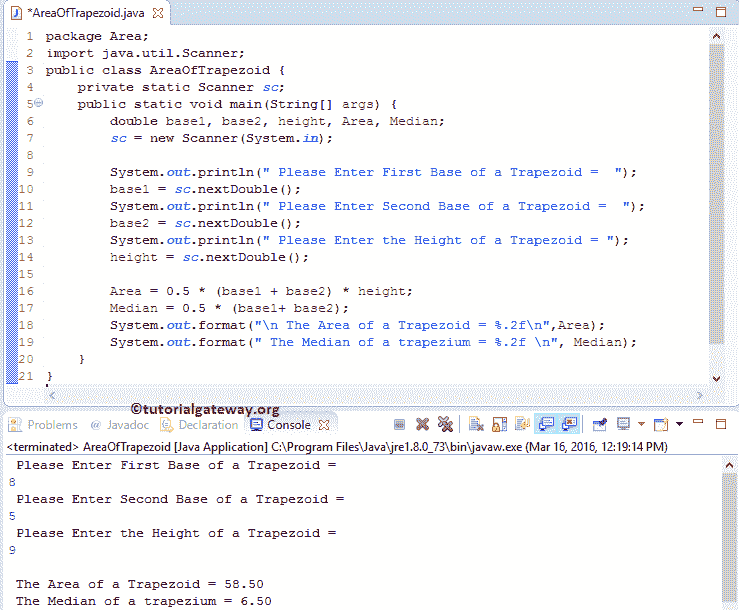 *AreaOfTrapezoid.java
1 package Area;
2 import java.util.Scanner;
3 public class AreaOfTrapezoid {
4 private static Scanner sc;
5 public static void main(String[] args) {
6 double base1, base2, height, Area, Median;
7 sc = new Scanner(System.in);
8
9 System.out.println(" Please Enter First Base of a Trapezoid =  ");
10 base1 = sc.nextDouble();
11 System.out.println(" Please Enter Second Base of a Trapezoid =  ");
12 base2 = sc.nextDouble();
13 System.out.println(" Please Enter the Height of a Trapezoid = ");
14 height = sc.nextDouble();
15
16 Area = 0.5 * (base1 + base2) * height;
17 Median = 0.5 * (base1+ base2);
18 System.out.format("\n The Area of a Trapezoid = %.2f\n",Area);
19 System.out.format(" The Median of a trapezium = %.2f \n", Median);
20 }
21 }
©tutorialgateway.org
Problems @ Javadoc Declaration Console
<terminated> AreaOfTrapezoid [Java Application] C:\Program Files\Java\jre1.8.0_73\bin\javaw.exe (Mar 16, 2016, 12:19:14 PM)
Please Enter First Base of a Trapezoid =
8
Please Enter Second Base of a Trapezoid =
5
Please Enter the Height of a Trapezoid =
9
The Area of a Trapezoid = 58.50
The Median of a trapezium = 6.50